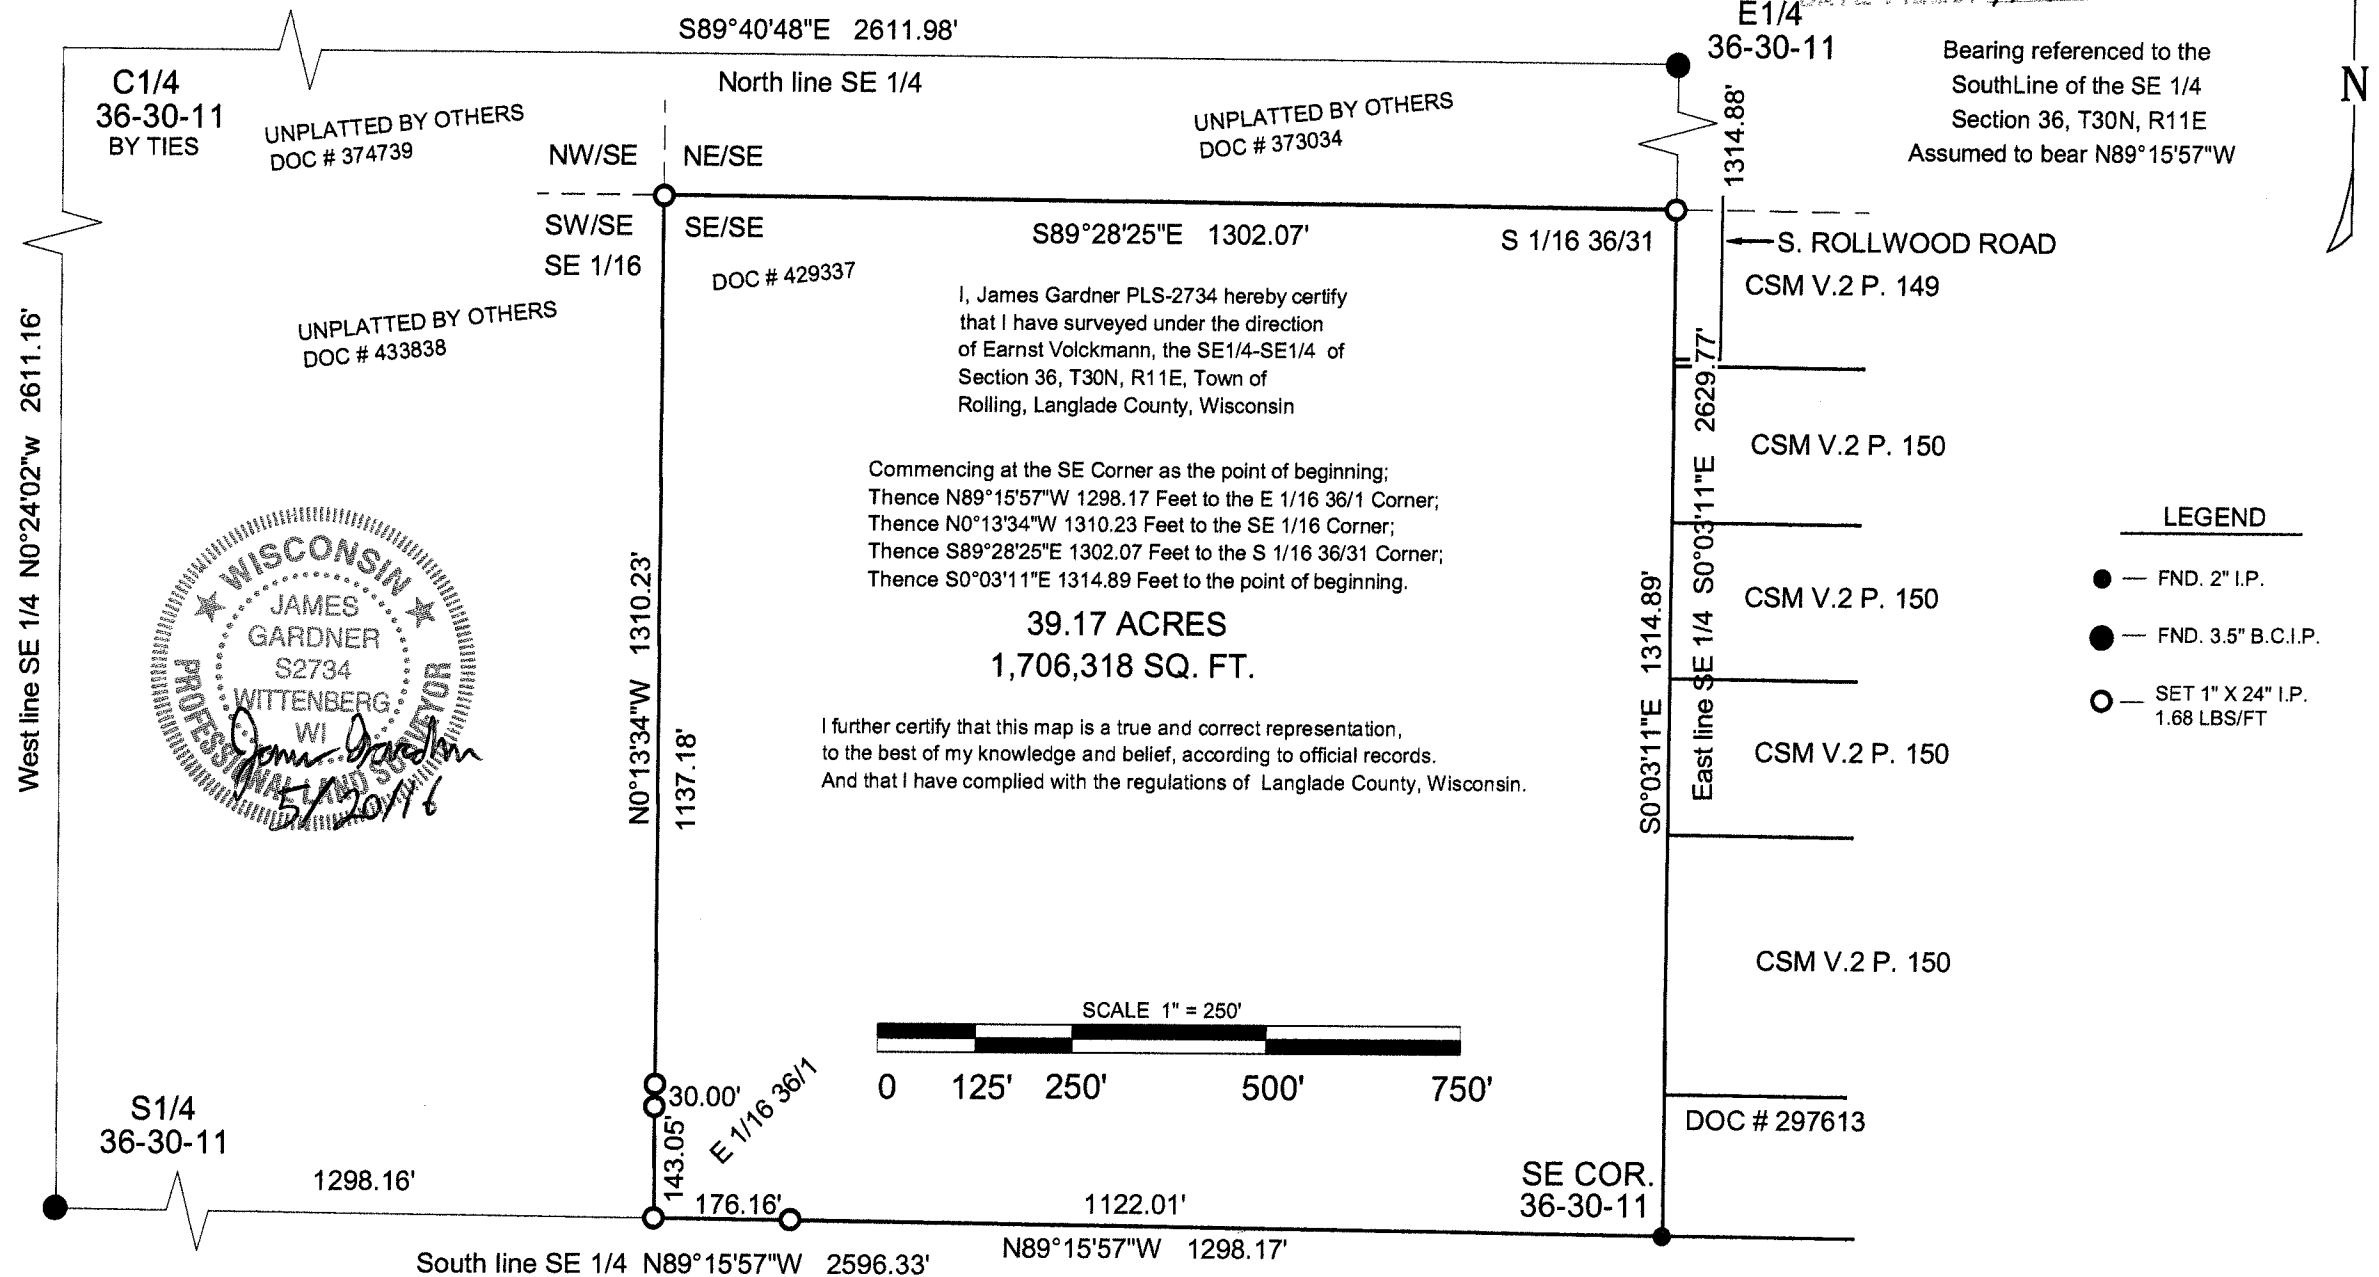 S89°40'48"E 2611.98'
North line SE 1/4
C1/4
36-30-11
BY TIES
UNPLATTED BY OTHERS
DOC # 374739
NW/SE
NE/SE
UNPLATTED BY OTHERS
DOC # 373034
E1/4
36-30-11
1314.88'
Bearing referenced to the
SouthLine of the SE 1/4
Section 36, T30N, R11E
Assumed to bear N89°15'57"W
N
SW/SE
SE 1/16
SE/SE
DOC # 429337
S89°28'25"E 1302.07'
S 1/16 36/31
S. ROLLWOOD ROAD
CSM V.2 P. 149
UNPLATTED BY OTHERS
DOC # 433838
West line SE 1/4 N0°24'02"w 2611.16'
I, James Gardner PLS-2734 hereby certify
that I have surveyed under the direction
of Earnst Volckmann, the SE1/4-SE1/4 of
Section 36, T30N, R11E, Town of
Rolling, Langlade County, Wisconsin
Commencing at the SE Corner as the point of beginning;
Thence N89°15'57"W 1298.17 Feet to the E 1/16 36/1 Corner;
Thence N0°13'34"W 1310.23 Feet to the SE 1/16 Corner;
Thence S89°28'25"E 1302.07 Feet to the S 1/16 36/31 Corner;
Thence S0°03'11"E 1314.89 Feet to the point of beginning.
39.17 ACRES
1,706,318 SQ. FT.
I further certify that this map is a true and correct representation,
to the best of my knowledge and belief, according to official records.
And that I have complied with the regulations of Langlade County, Wisconsin.
WISCONSIN
JAMES
GARDNER
S2734
WITTENBERG
WI
PROFESSIONAL LAND SURVEYOR
James Gardner
5/20/16
N0°13'34"W 1310.23'
1137.18'
S0°03'11"E 1314.89'
East line SE 1/4 S0°03'11"E 2629.77'
CSM V.2 P. 150
CSM V.2 P. 150
CSM V.2 P. 150
CSM V.2 P. 150
LEGEND
FND. 2" I.P.
FND. 3.5" B.C.I.P.
SET 1" X 24" I.P.
1.68 LBS/FT
SCALE 1" = 250'
0 125' 250' 500' 750'
30.00'
E 1/16 36/1
143.05'
S1/4
36-30-11
1298.16'
176.16'
1122.01'
SE COR.
36-30-11
DOC # 297613
South line SE 1/4 N89°15'57"W 2596.33'
N89°15'57"W 1298.17'